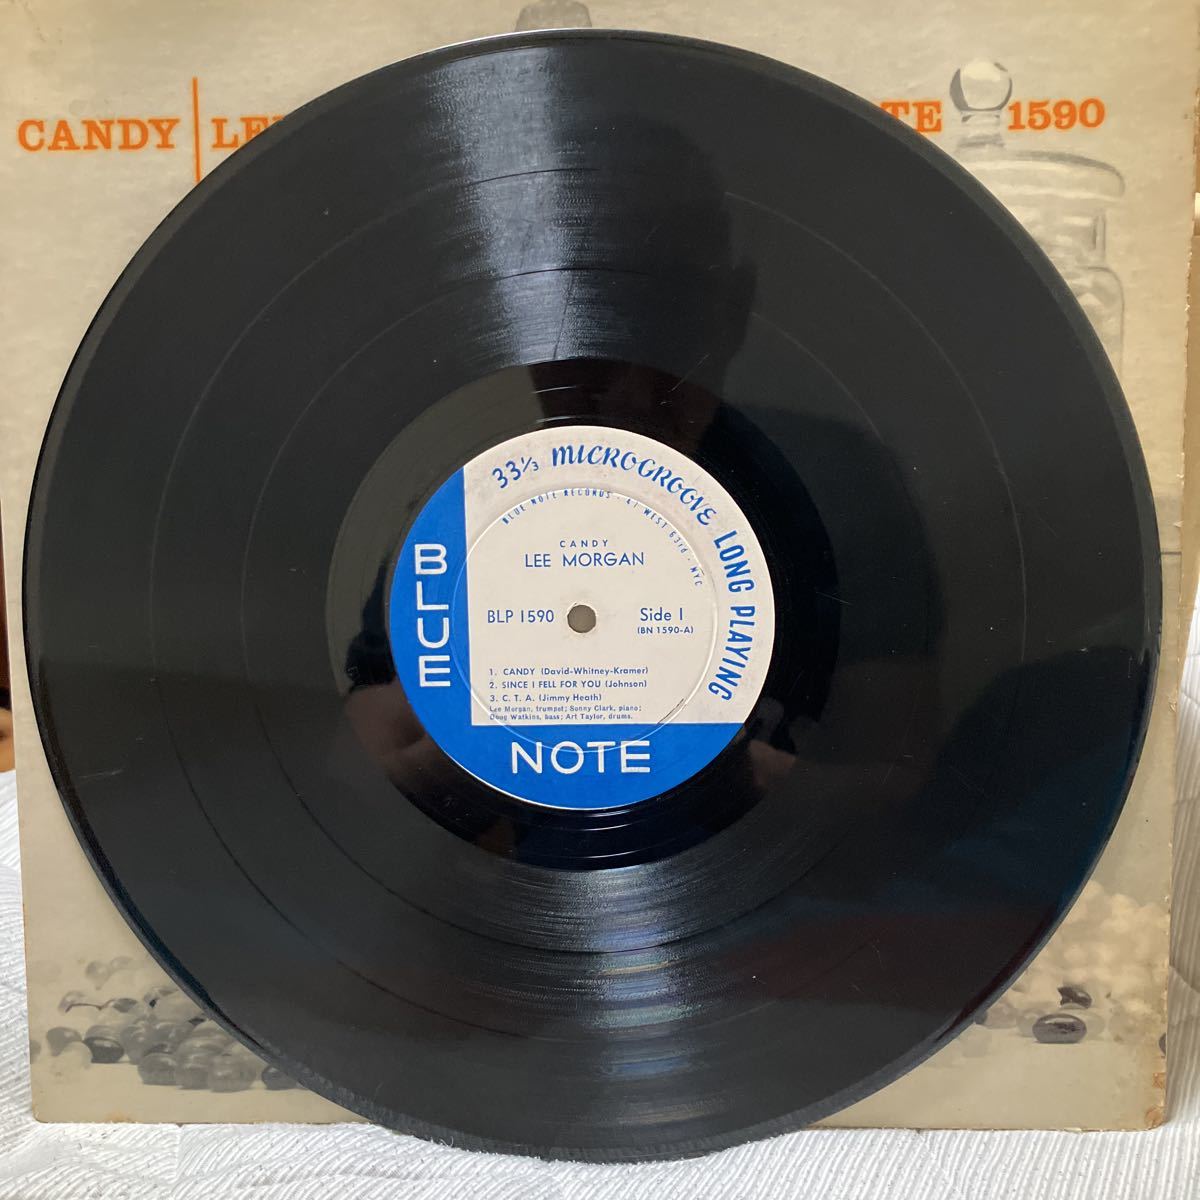 CANDY
1590
33⅓ MICROGROOVE LONG PLAYING
BLUE NOTE RECORDS · 47 WEST 63rd · NYC
CANDY
LEE MORGAN
BLP 1590
Side 1
(BN 1590-A)
1. CANDY (David-Whitney-Kramer)
2. SINCE I FELL FOR YOU (Johnson)
3. C. T. A. (Jimmy Heath)
Lee Morgan, trumpet; Sonny Clark, piano;
Doug Watkins, bass; Art Taylor, drums.
BLUE
NOTE